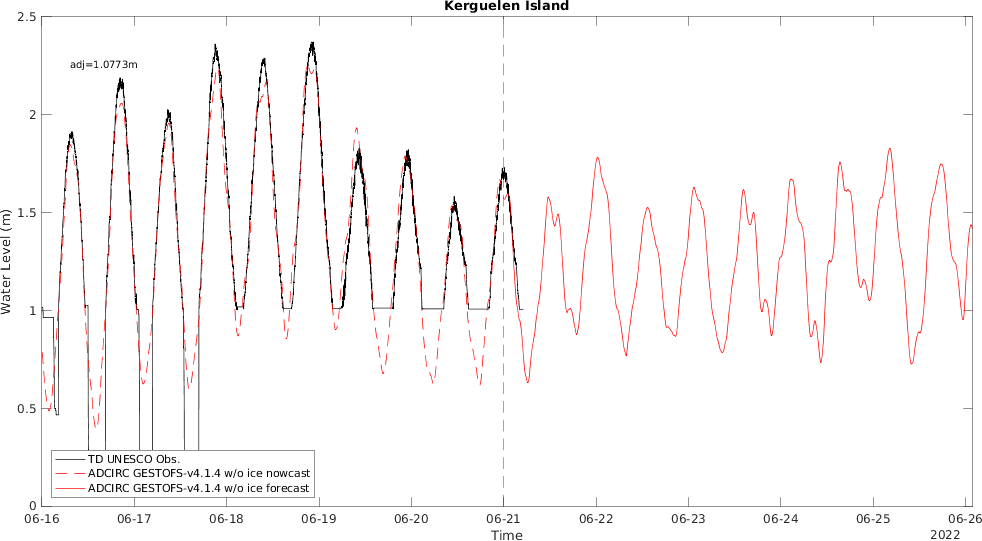 Kerguelen Island
2.5
adj=1.0773m
2
1.5
Water Level (m)
1
0.5
TD UNESCO Obs.
ADCIRC GESTOFS-v4.1.4 w/o ice nowcast
ADCIRC GESTOFS-v4.1.4 w/o ice forecast
0
06-16 06-17 06-18 06-19 06-20 06-21 06-22 06-23 06-24 06-25 06-26
Time 2022